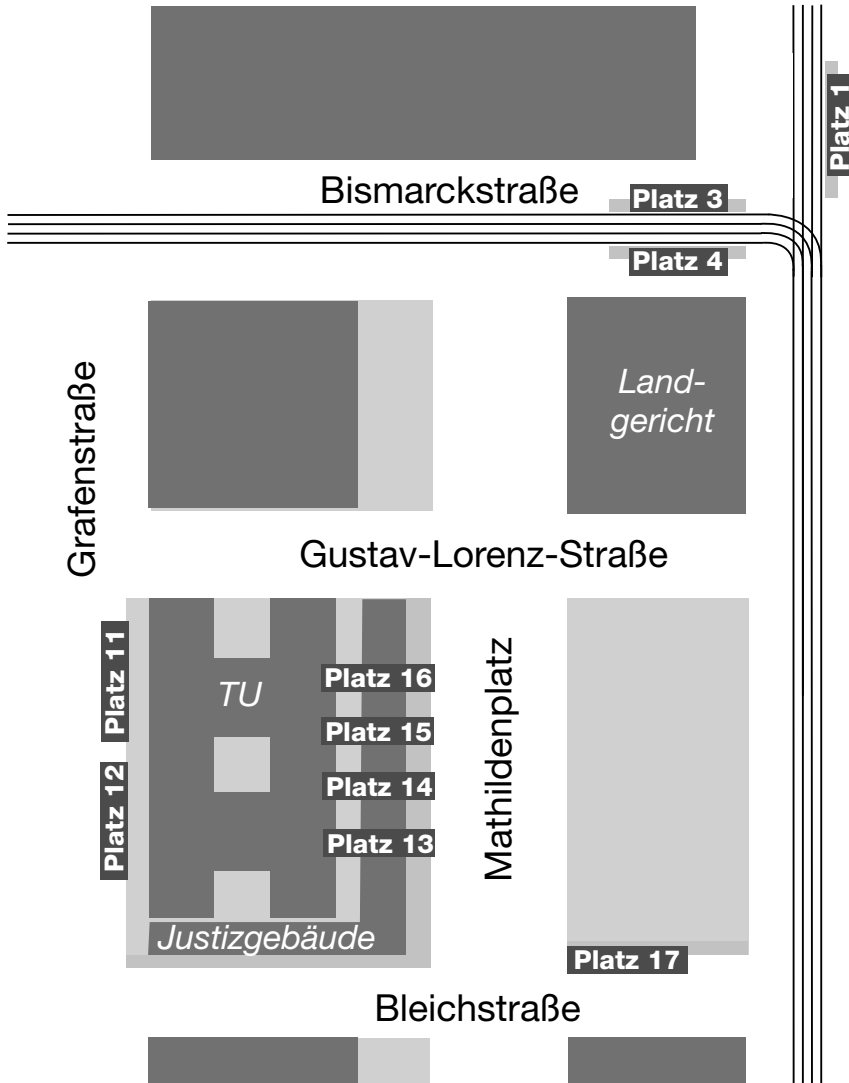 Platz 1
Bismarckstraße
Platz 3
Platz 4
Land-
gericht
Grafenstraße
Gustav-Lorenz-Straße
Platz 11
TU
Platz 16
Mathildenplatz
Platz 15
Platz 12
Platz 14
Platz 13
Justizgebäude
Platz 17
Bleichstraße